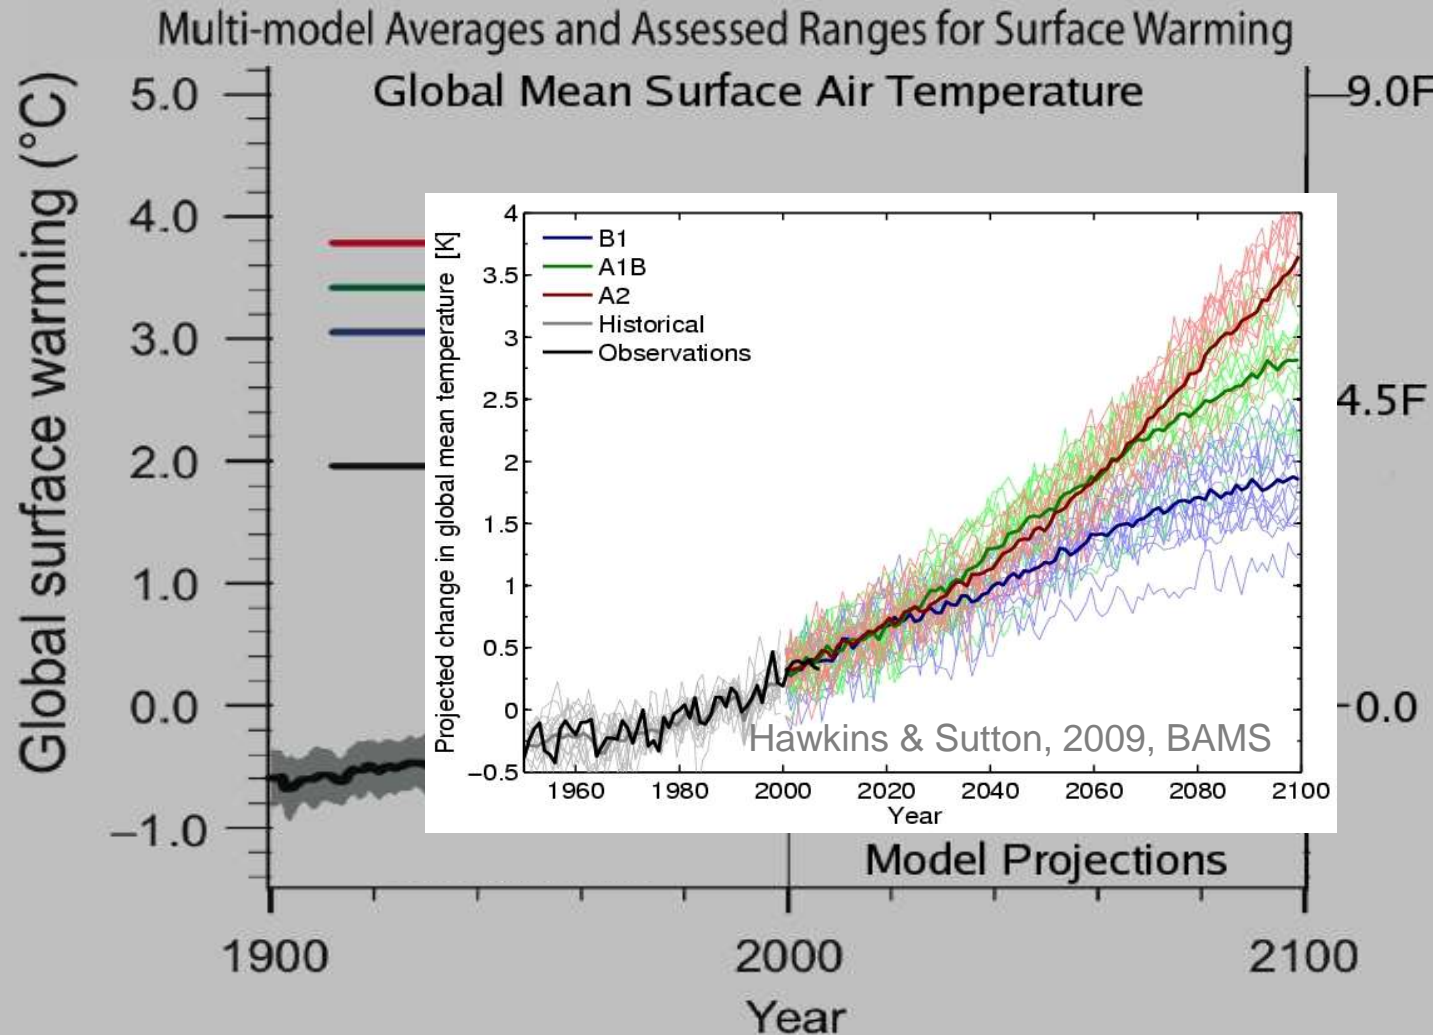 Multi-model Averages and Assessed Ranges for Surface Warming
Global Mean Surface Air Temperature
Global surface warming (°C)
5.0
4.0
3.0
2.0
1.0
0.0
−1.0
9.0F
4.5F
0.0
Projected change in global mean temperature [K]
4
3.5
3
2.5
2
1.5
1
0.5
0
−0.5
B1
A1B
A2
Historical
Observations
Hawkins & Sutton, 2009, BAMS
1960 1980 2000 2020 2040 2060 2080 2100
Year
Model Projections
1900 2000 2100
Year